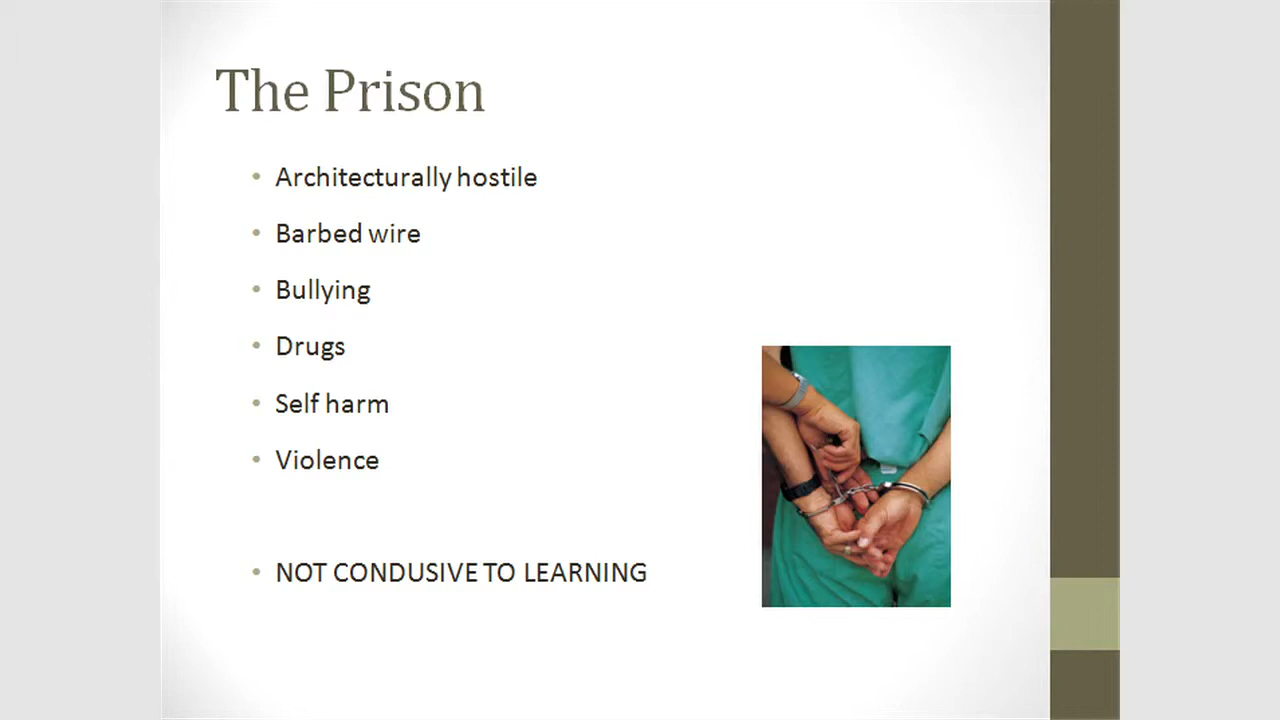 The Prison
• Architecturally hostile
• Barbed wire
• Bullying
• Drugs
• Self harm
• Violence
• NOT CONDUSIVE TO LEARNING